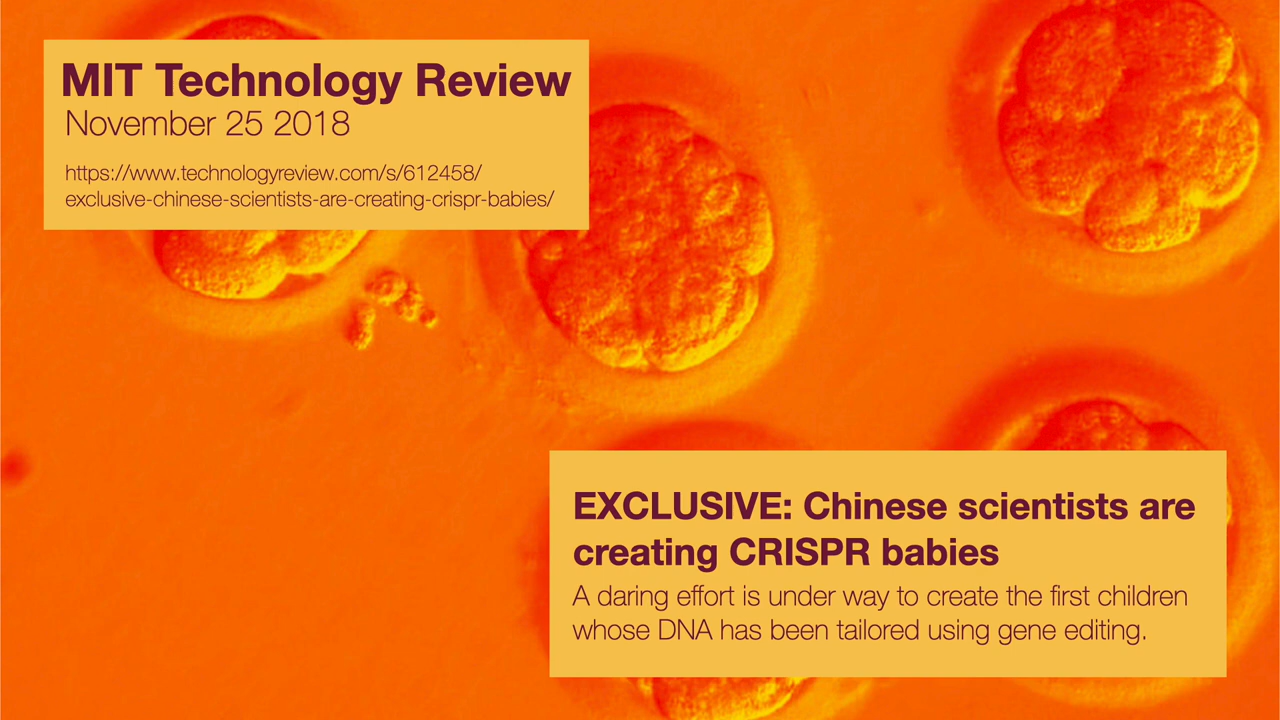 MIT Technology Review
November 25 2018
https://www.technologyreview.com/s/612458/
exclusive-chinese-scientists-are-creating-crispr-babies/
EXCLUSIVE: Chinese scientists are
creating CRISPR babies
A daring effort is under way to create the first children
whose DNA has been tailored using gene editing.